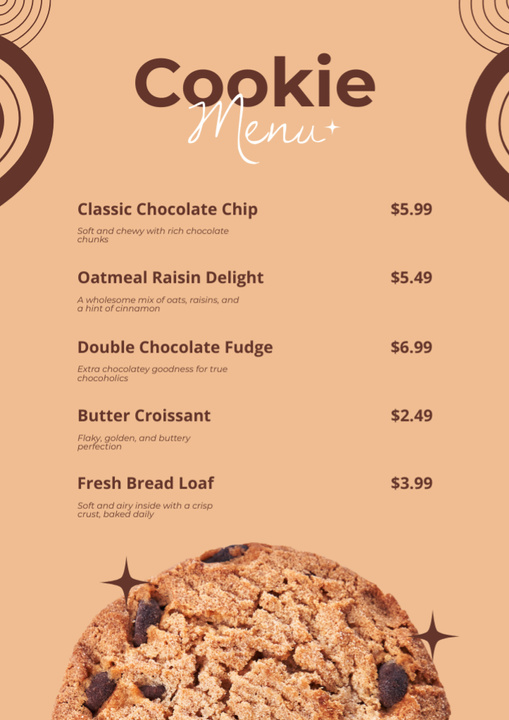 Cookie
Menu
Classic Chocolate Chip $5.99
Soft and chewy with rich chocolate
chunks
Oatmeal Raisin Delight $5.49
A wholesome mix of oats, raisins, and
a hint of cinnamon
Double Chocolate Fudge $6.99
Extra chocolatey goodness for true
chocoholics
Butter Croissant $2.49
Flaky, golden, and buttery
perfection
Fresh Bread Loaf $3.99
Soft and airy inside with a crisp
crust, baked daily